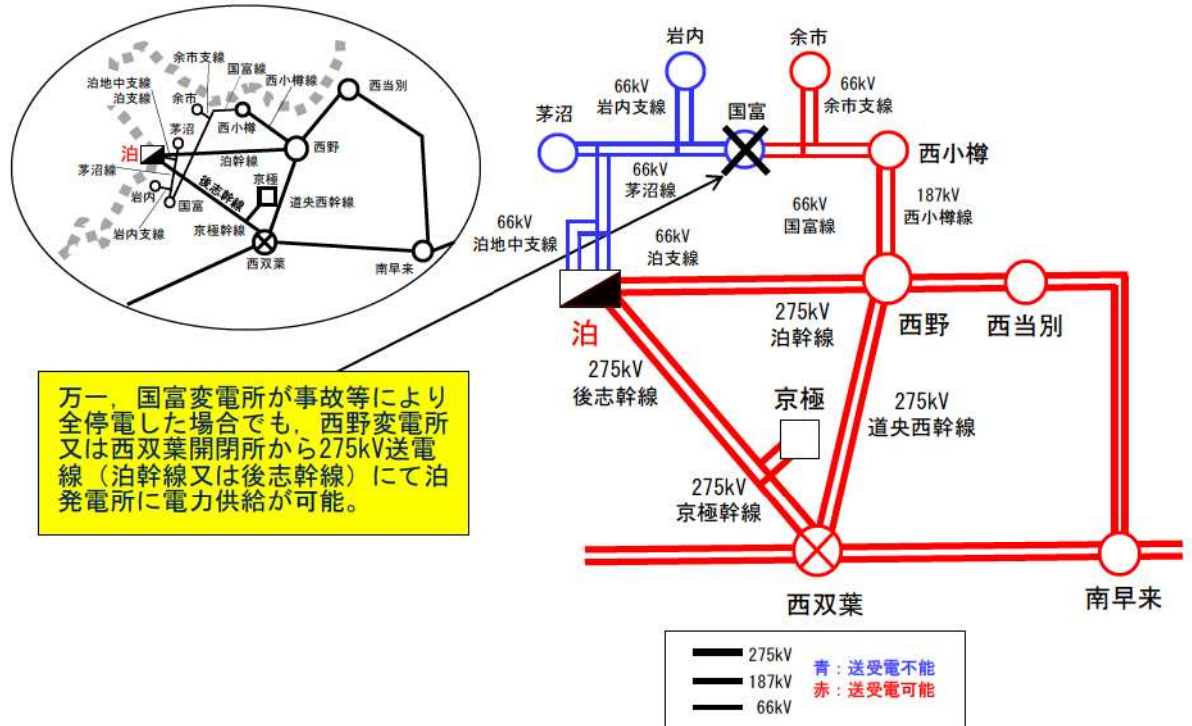 余市支線
国富線
西小樽線
泊地中支線
泊支線
余市
西当別
茅沼
西小樽
泊
西野
泊幹線
茅沼線
後志幹線
京極
道央西幹線
岩内
国富
京極幹線
岩内支線
西双葉
南早来
岩内
余市
66kV
岩内支線
66kV
余市支線
茅沼
国富
西小樽
66kV
茅沼線
66kV
国富線
187kV
西小樽線
66kV
泊地中支線
66kV
泊支線
泊
275kV
泊幹線
西野
西当別
275kV
後志幹線
京極
275kV
道央西幹線
275kV
京極幹線
西双葉
南早来
万一,国富変電所が事故等により
全停電した場合でも,西野変電所
又は西双葉開閉所から275kV送電
線(泊幹線又は後志幹線)にて泊
発電所に電力供給が可能。
275kV
187kV
66kV
青:送受電不能
赤:送受電可能